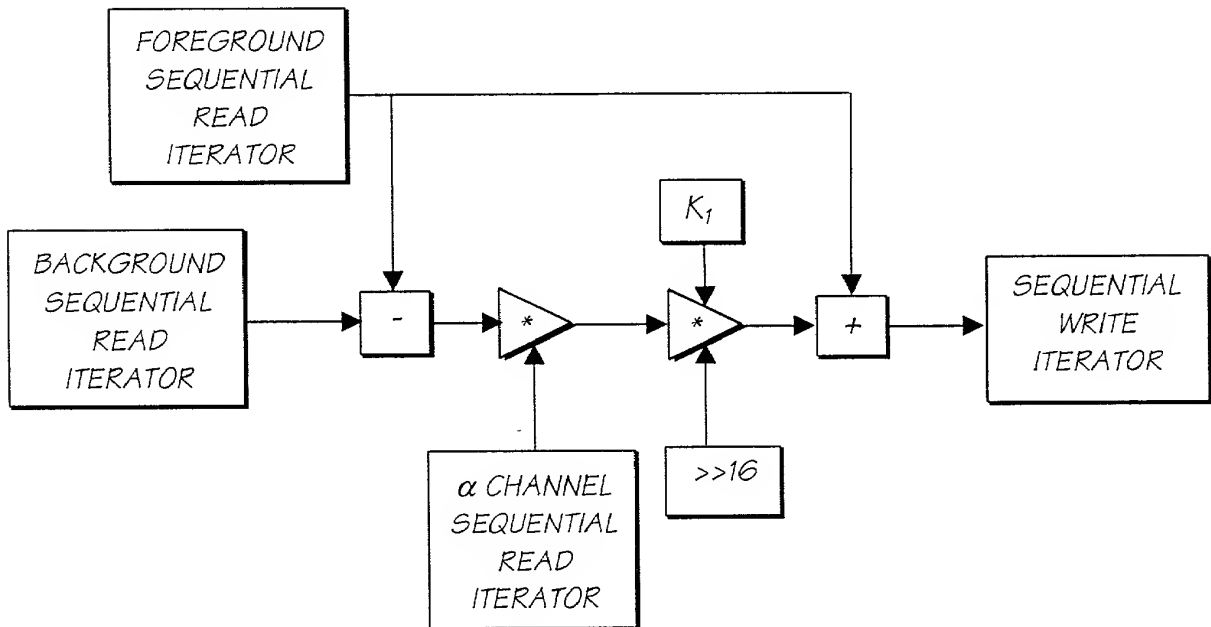 FOREGROUND
SEQUENTIAL
READ
ITERATOR
K₁
BACKGROUND
SEQUENTIAL
READ
ITERATOR
-
*
*
+
SEQUENTIAL
WRITE
ITERATOR
α CHANNEL
SEQUENTIAL
READ
ITERATOR
>>16